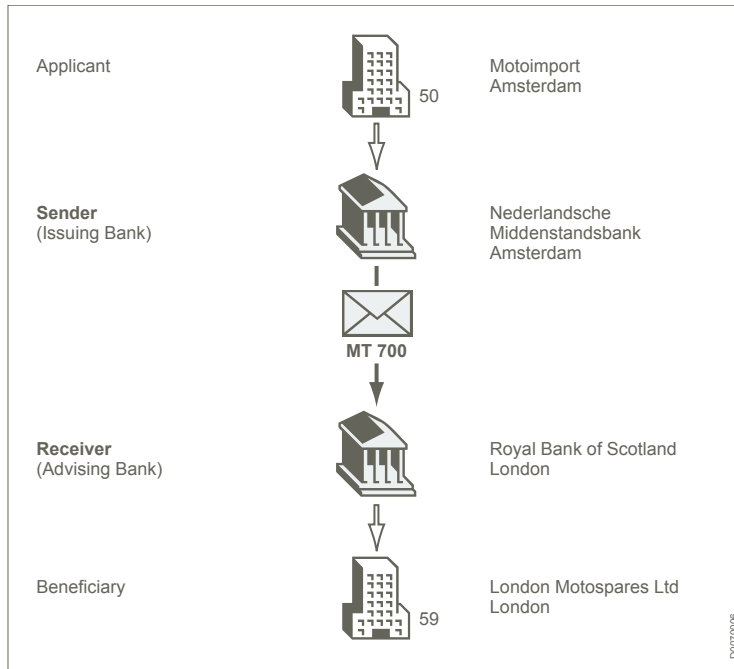 Applicant
50
Motoimport
Amsterdam
Sender
(Issuing Bank)
Nederlandsche
Middenstandsbank
Amsterdam
MT 700
Receiver
(Advising Bank)
Royal Bank of Scotland
London
Beneficiary
59
London Motospares Ltd
London